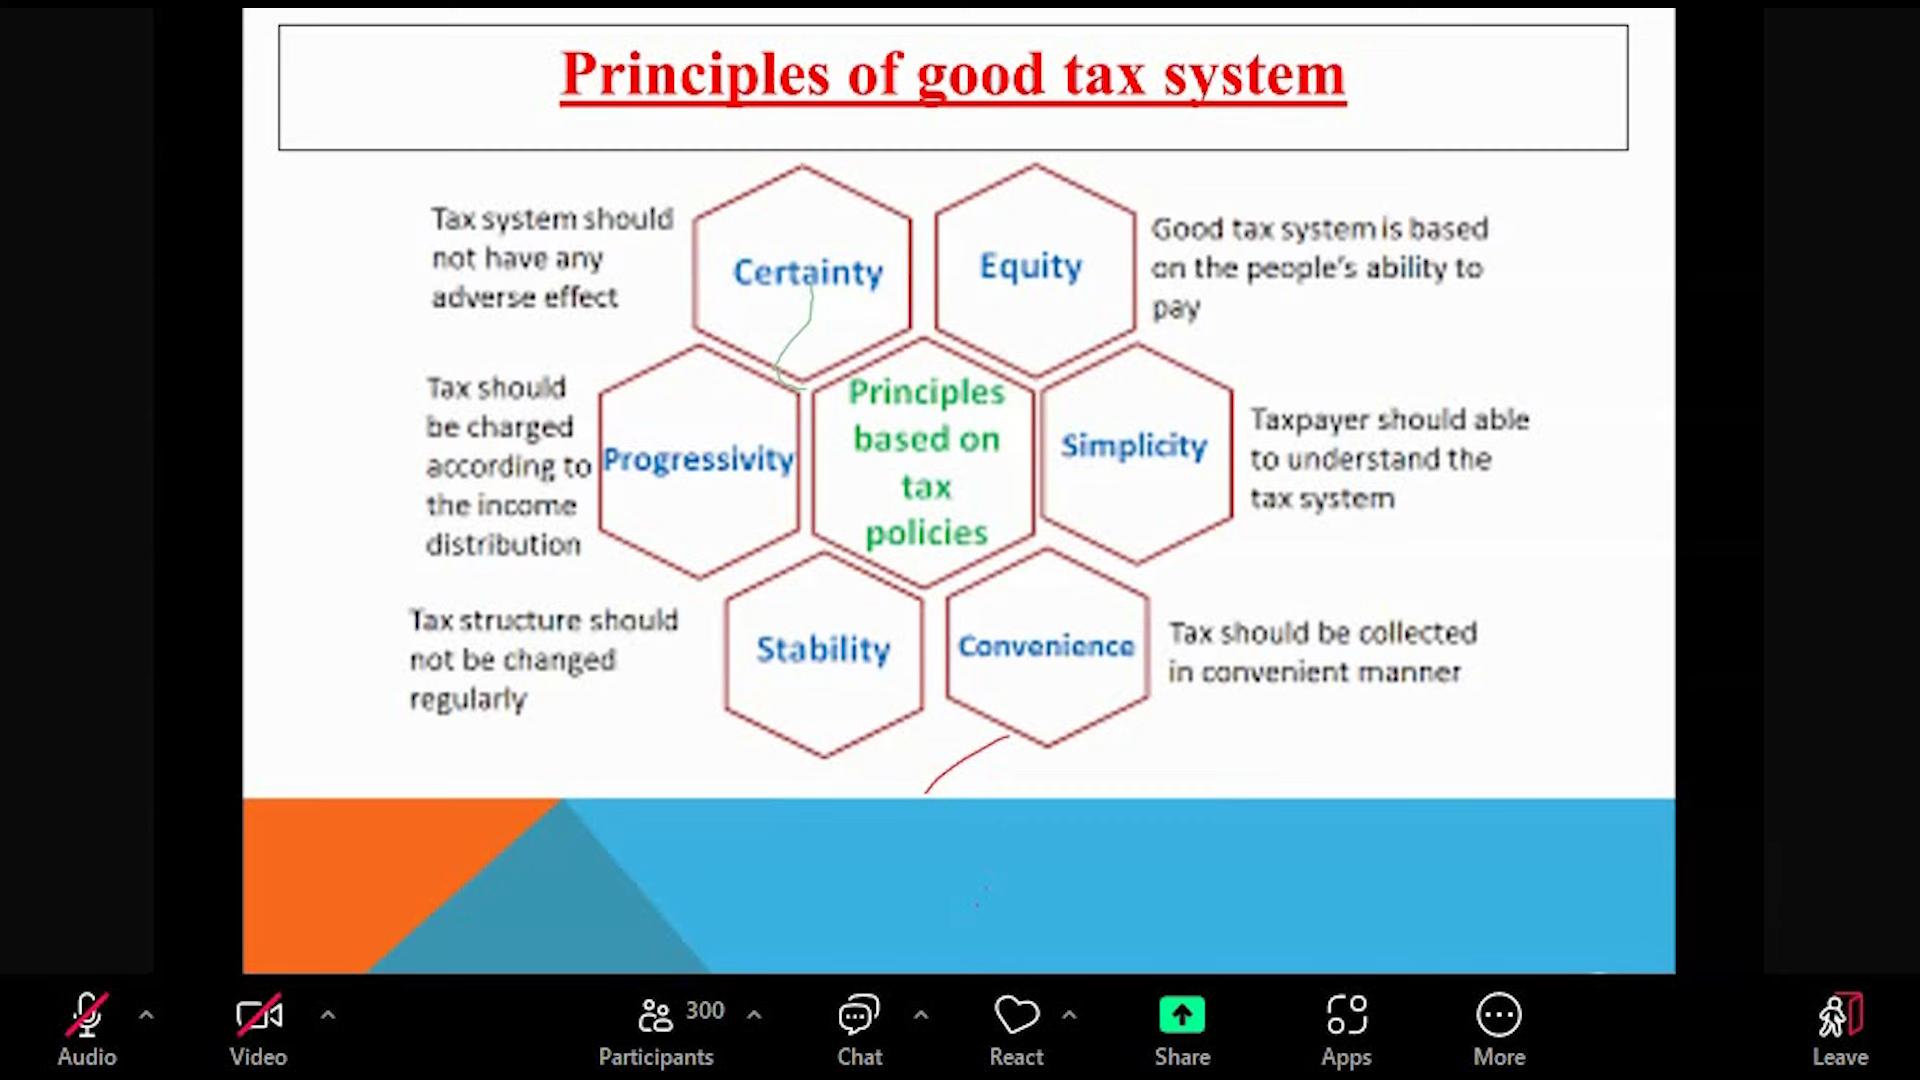 Principles of good tax system
Tax system should
not have any
adverse effect
Certainty
Equity
Good tax system is based
on the people's ability to
pay
Tax should
be charged
according to
the income
distribution
Progressivity
Principles
based on
tax
policies
Simplicity
Taxpayer should able
to understand the
tax system
Tax structure should
not be changed
regularly
Stability
Convenience
Tax should be collected
in convenient manner
300
Audio
Video
Participants
Chat
React
Share
Apps
More
Leave